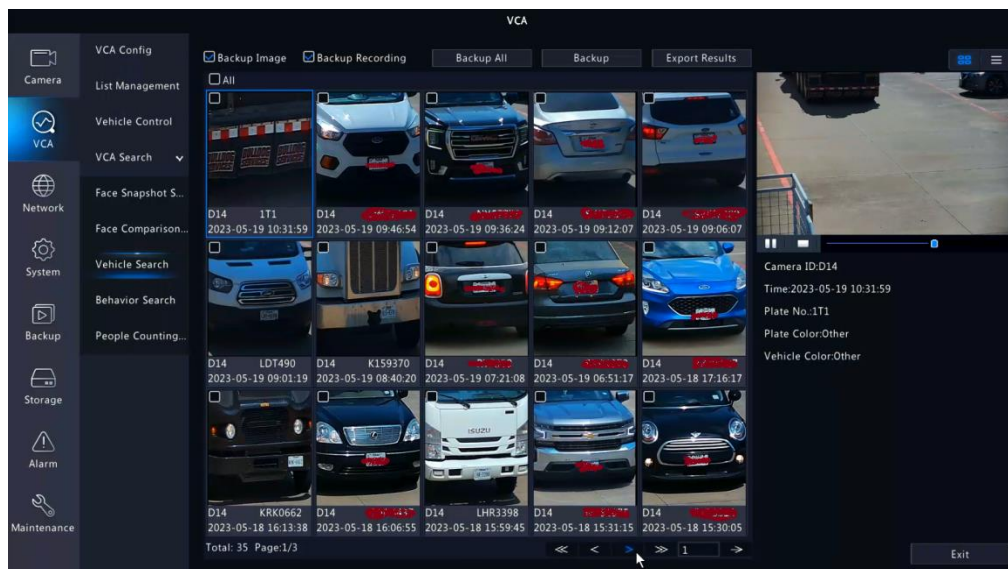 VCA
Camera
VCA
Network
System
Backup
Storage
Alarm
Maintenance
VCA Config
List Management
Vehicle Control
VCA Search
Face Snapshot S...
Face Comparison...
Vehicle Search
Behavior Search
People Counting...
Backup Image
Backup Recording
Backup All
Backup
Export Results
All
D14 1T1
2023-05-19 10:31:59
D14
2023-05-19 09:46:54
D14
2023-05-19 09:36:24
D14
2023-05-19 09:12:07
D14
2023-05-19 09:06:07
D14 LDT490
2023-05-19 09:01:19
D14 K159370
2023-05-19 08:40:20
D14
2023-05-19 07:21:08
D14
2023-05-19 06:51:17
D14
2023-05-18 17:16:17
ISUZU
D14 KRK0662
2023-05-18 16:13:38
D14
2023-05-18 16:06:55
D14 LHR3398
2023-05-18 15:59:45
D14
2023-05-18 15:31:15
D14
2023-05-18 15:30:05
Total: 35 Page:1/3
1
Camera ID:D14
Time:2023-05-19 10:31:59
Plate No.:1T1
Plate Color:Other
Vehicle Color:Other
Exit